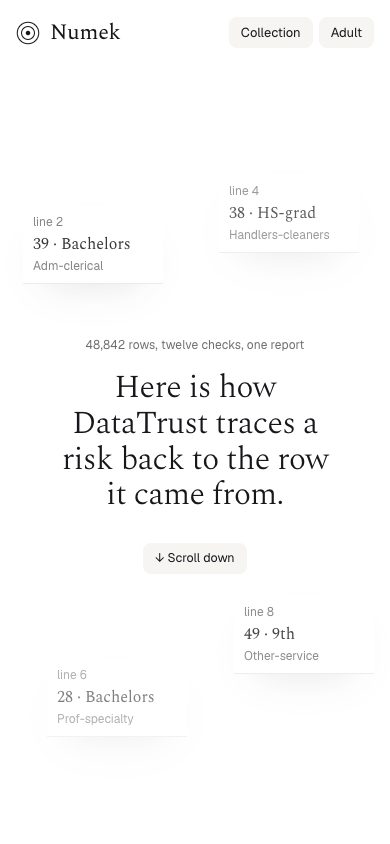 Numek
Collection
Adult
line 4
38 · HS-grad
Handlers-cleaners
line 2
39 · Bachelors
Adm-clerical
48,842 rows, twelve checks, one report
Here is how
DataTrust traces a
risk back to the row
it came from.
↓ Scroll down
line 8
49 · 9th
Other-service
line 6
28 · Bachelors
Prof-specialty